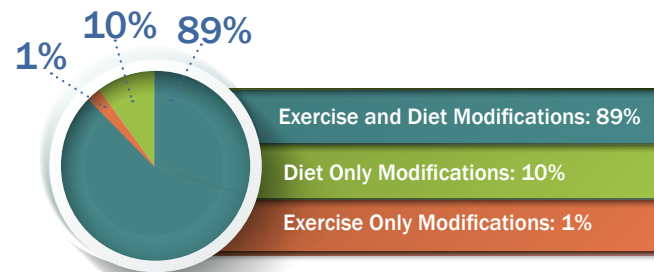 10%
89%
1%
Exercise and Diet Modifications: 89%
Diet Only Modifications: 10%
Exercise Only Modifications: 1%